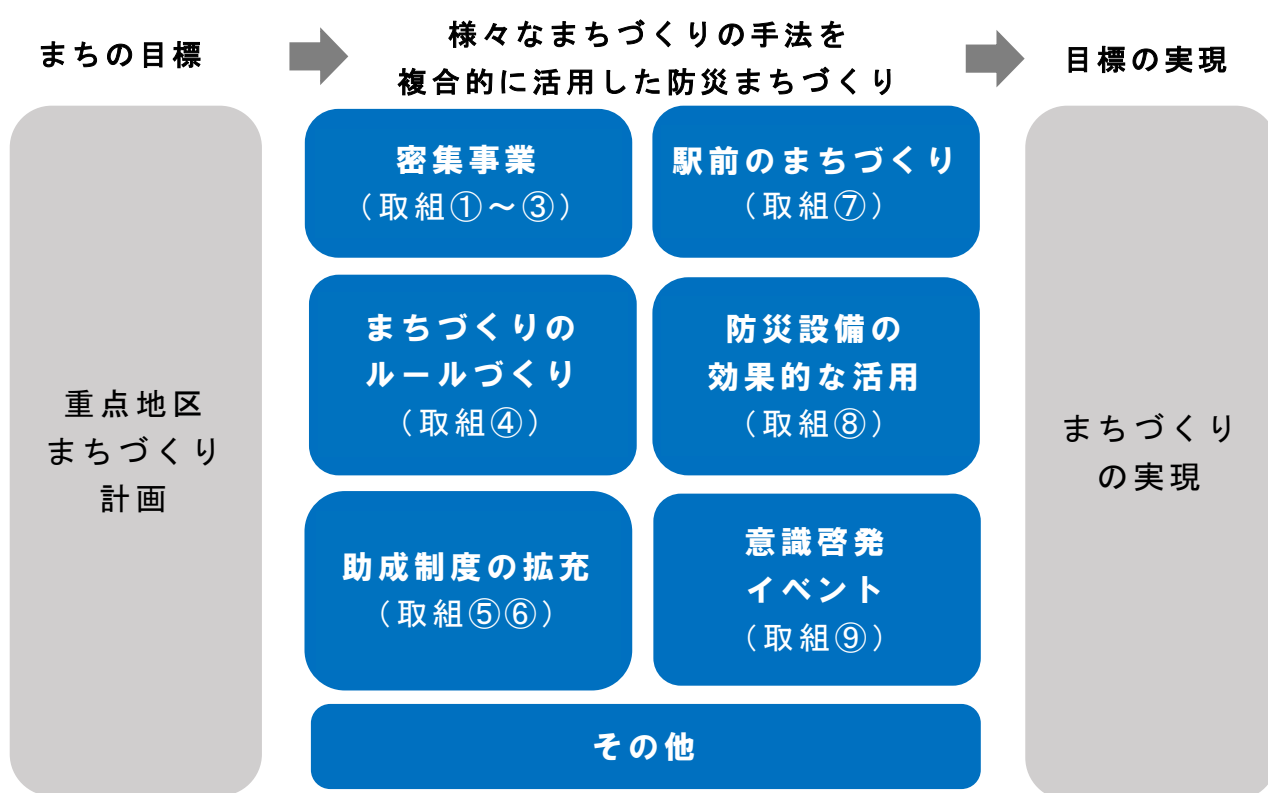 まちの目標
様々なまちづくりの手法を
複合的に活用した防災まちづくり
目標の実現
重点地区
まちづくり
計画
密集事業
(取組①～③)
駅前のまちづくり
(取組⑦)
まちづくりの
ルールづくり
(取組④)
防災設備の
効果的な活用
(取組⑧)
助成制度の拡充
(取組⑤⑥)
意識啓発
イベント
(取組⑨)
その他
まちづくり
の実現